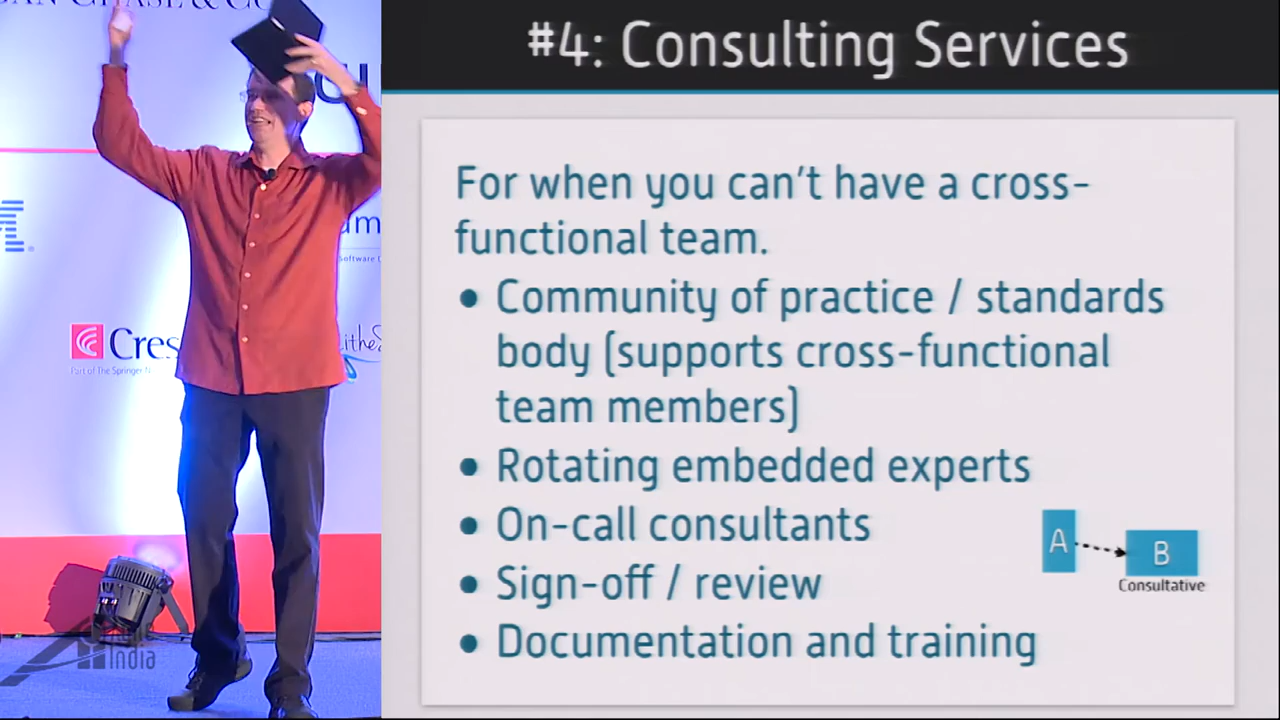 #4: Consulting Services
For when you can't have a cross-
functional team.
• Community of practice / standards
body (supports cross-functional
team members)
• Rotating embedded experts
• On-call consultants
• Sign-off / review
• Documentation and training
A
B
Consultative
Cres
Part of The Springer N
Software
India